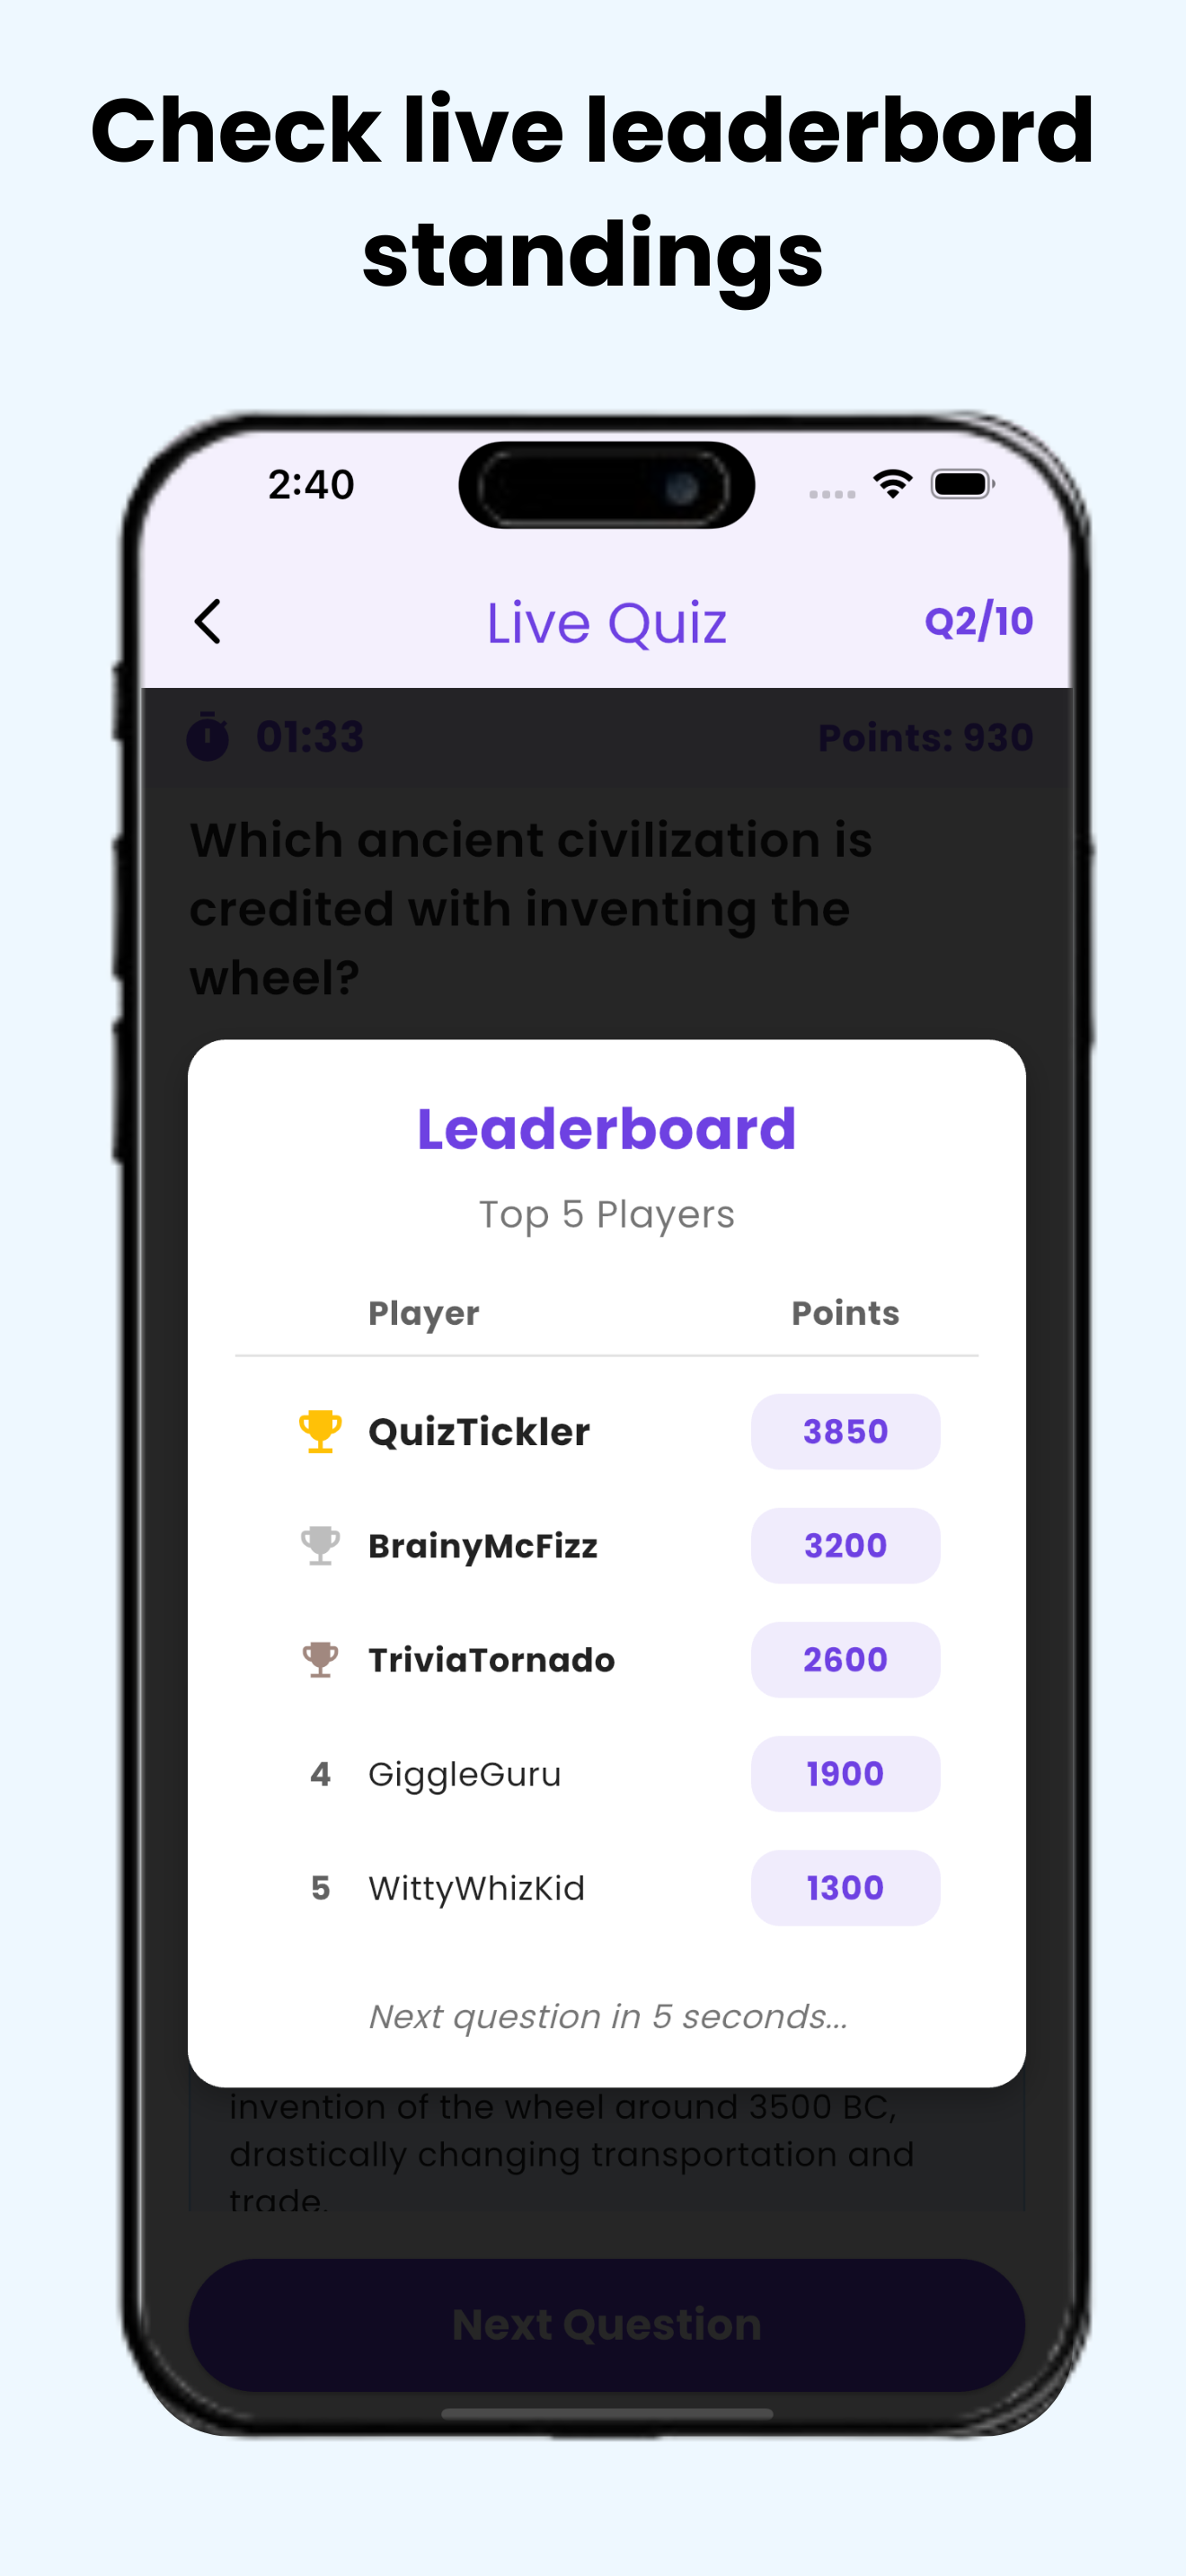 Check live leaderbord
standings
2:40
Live Quiz
Q2/10
01:33
Points: 930
Which ancient civilization is
credited with inventing the
wheel?
Leaderboard
Top 5 Players
Player Points
QuizTickler 3850
BrainyMcFizz 3200
TriviaTornado 2600
4 GiggleGuru 1900
5 WittyWhizKid 1300
Next question in 5 seconds...
invention of the wheel around 3500 BC,
drastically changing transportation and
trade.
Next Question